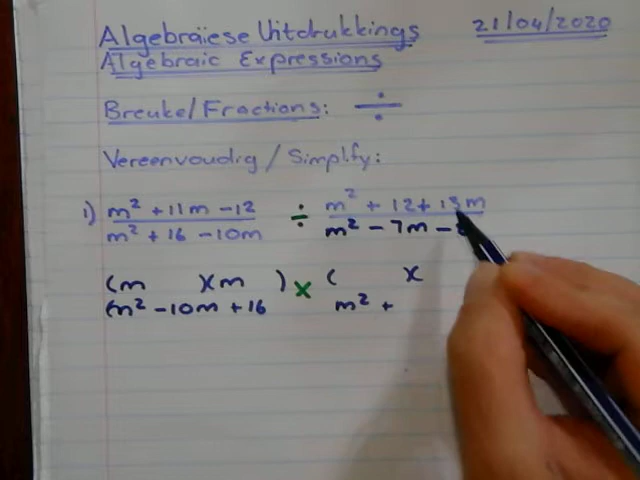 Algebraïese Uitdrukkings 21/04/2020
Algebraic Expressions
Breuke/Fractions: ÷
Vereenvoudig / Simplfy:
1) m² + 11m - 12 ÷ m² + 12 + 13m
m² + 16 - 10m m² - 7m -
(m )(m ) × ( )(
(m² - 10m + 16 m² +